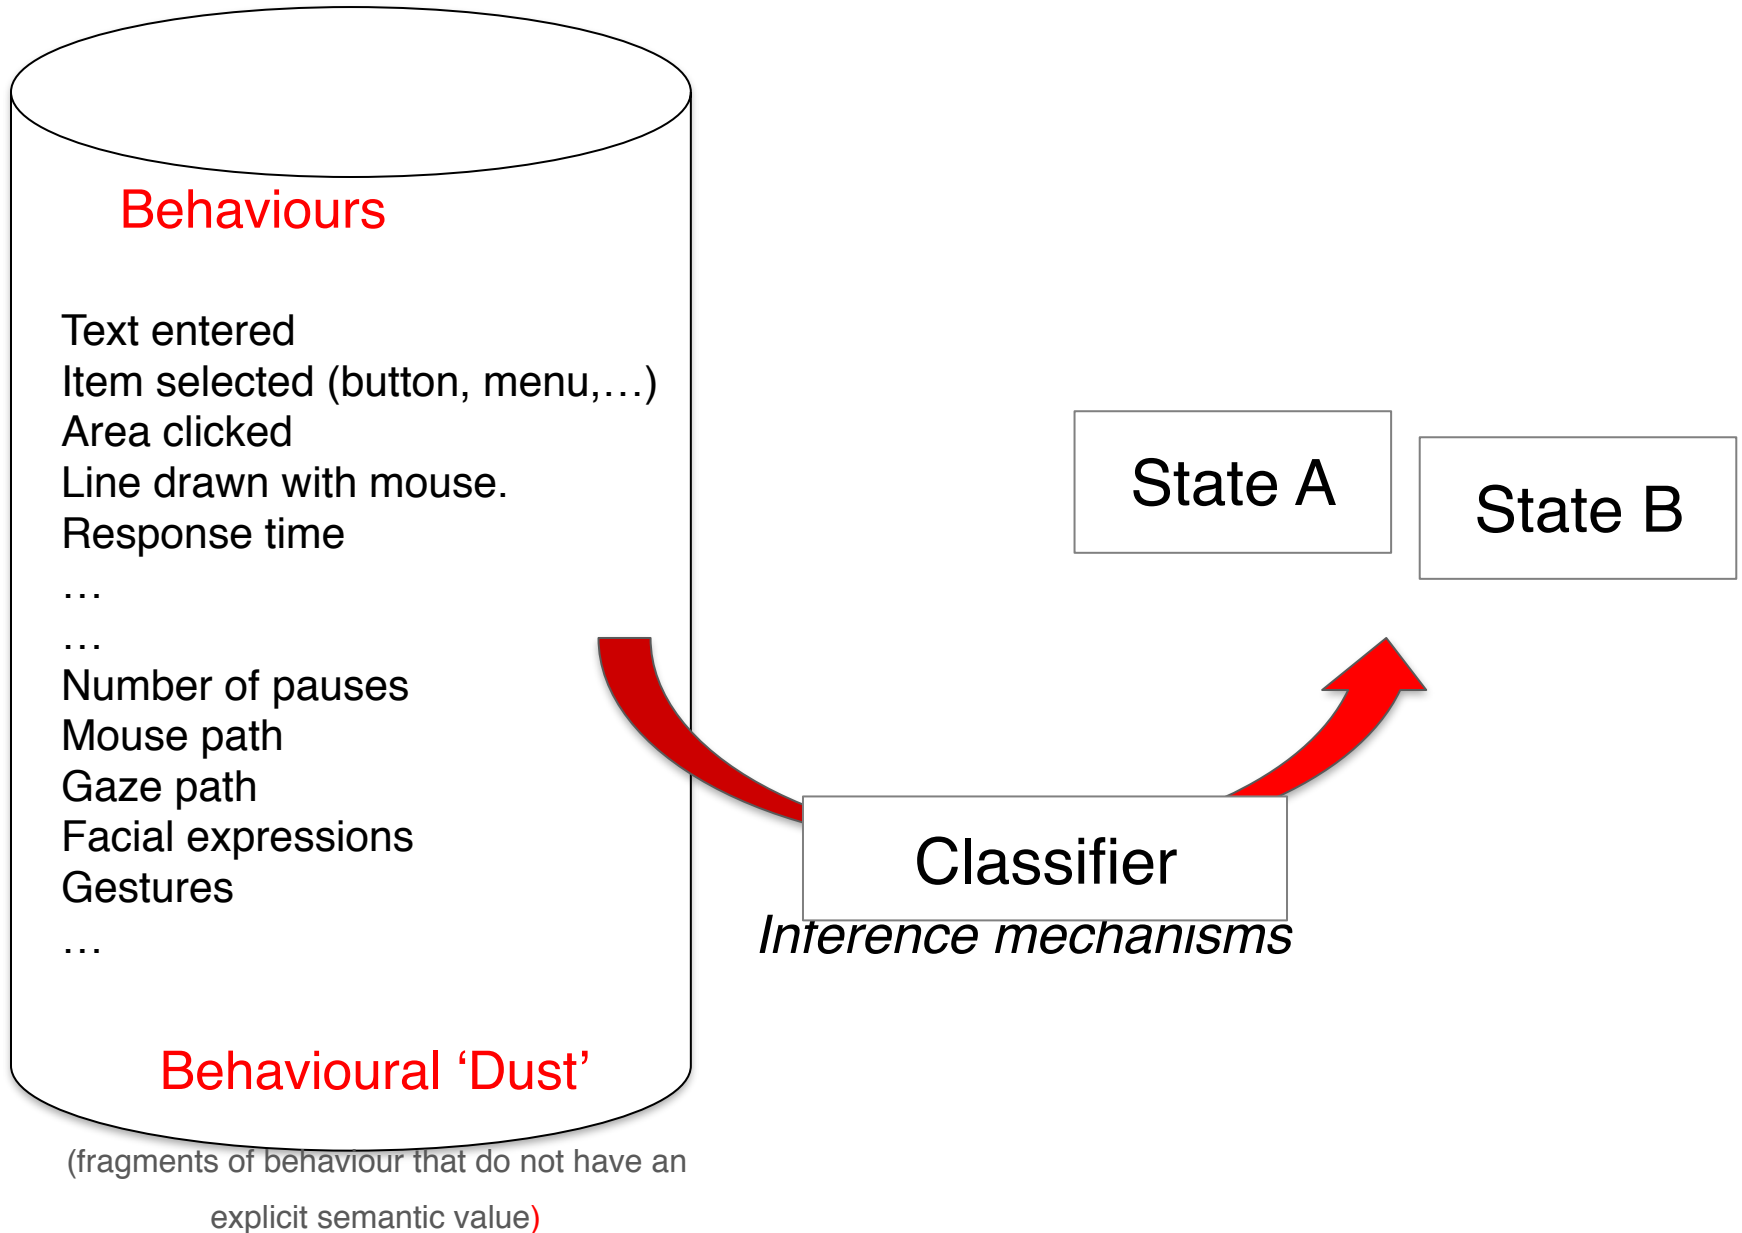 Behaviours
Text entered
Item selected (button, menu,…)
Area clicked
Line drawn with mouse.
Response time
…
…
Number of pauses
Mouse path
Gaze path
Facial expressions
Gestures
…
Behavioural ‘Dust’
(fragments of behaviour that do not have an
explicit semantic value)
State A
State B
Classifier
Inference mechanisms